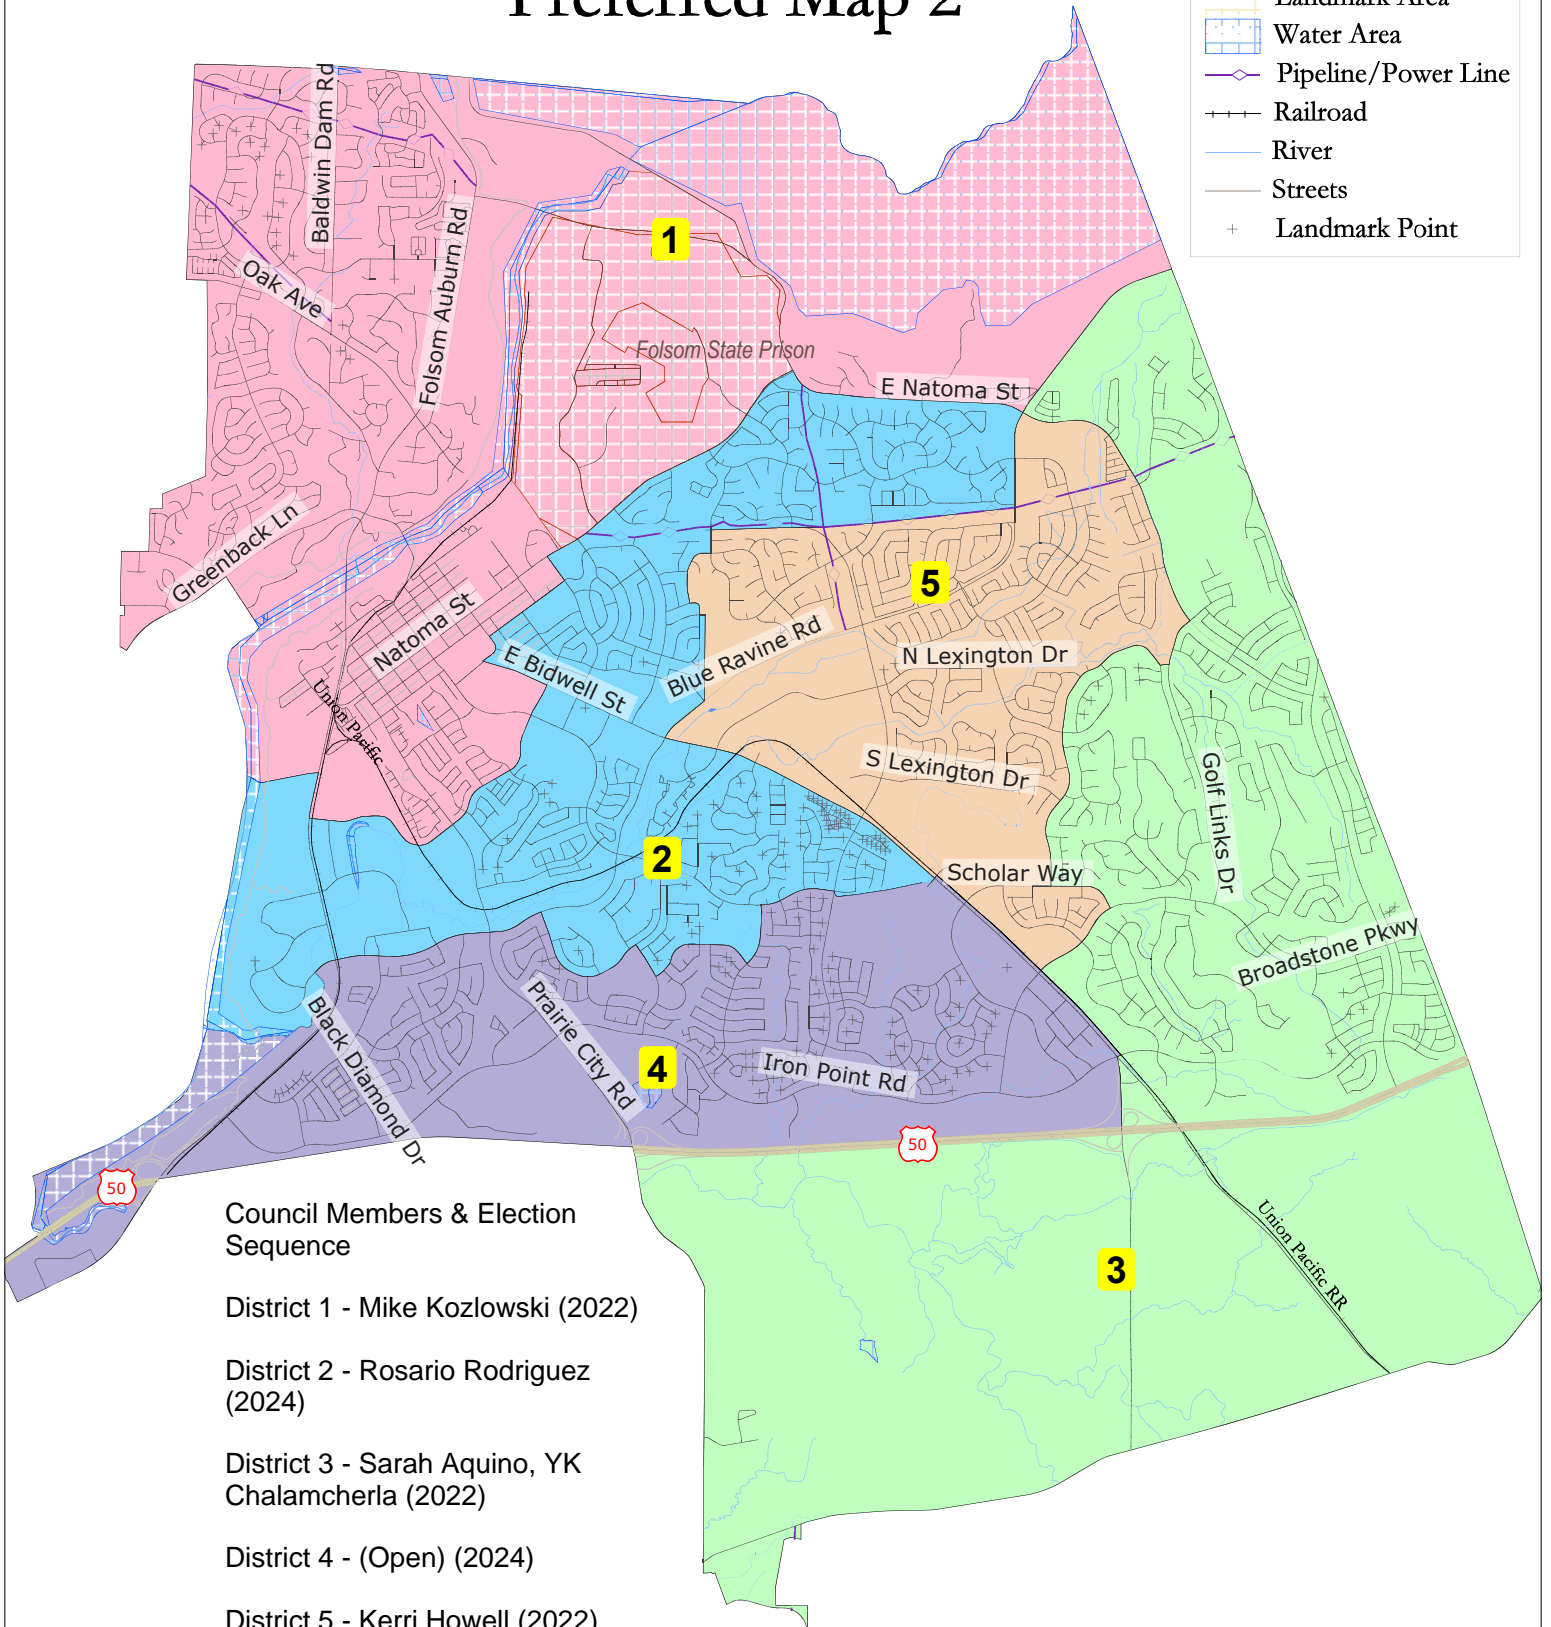 Preferred Map 2
Landmark Area
Water Area
Pipeline/Power Line
Railroad
River
Streets
Landmark Point
Baldwin Dam Rd
Oak Ave
Folsom Auburn Rd
1
Folsom State Prison
E Natoma St
Greenback Ln
Natoma St
Union Pacific
E Bidwell St
Blue Ravine Rd
5
N Lexington Dr
S Lexington Dr
Golf Links Dr
2
Scholar Way
Broadstone Pkwy
Black Diamond Dr
Prairie City Rd
4
Iron Point Rd
50
50
3
Union Pacific RR
Council Members & Election
Sequence
District 1 - Mike Kozlowski (2022)
District 2 - Rosario Rodriguez
(2024)
District 3 - Sarah Aquino, YK
Chalamcherla (2022)
District 4 - (Open) (2024)
District 5 - Kerri Howell (2022)